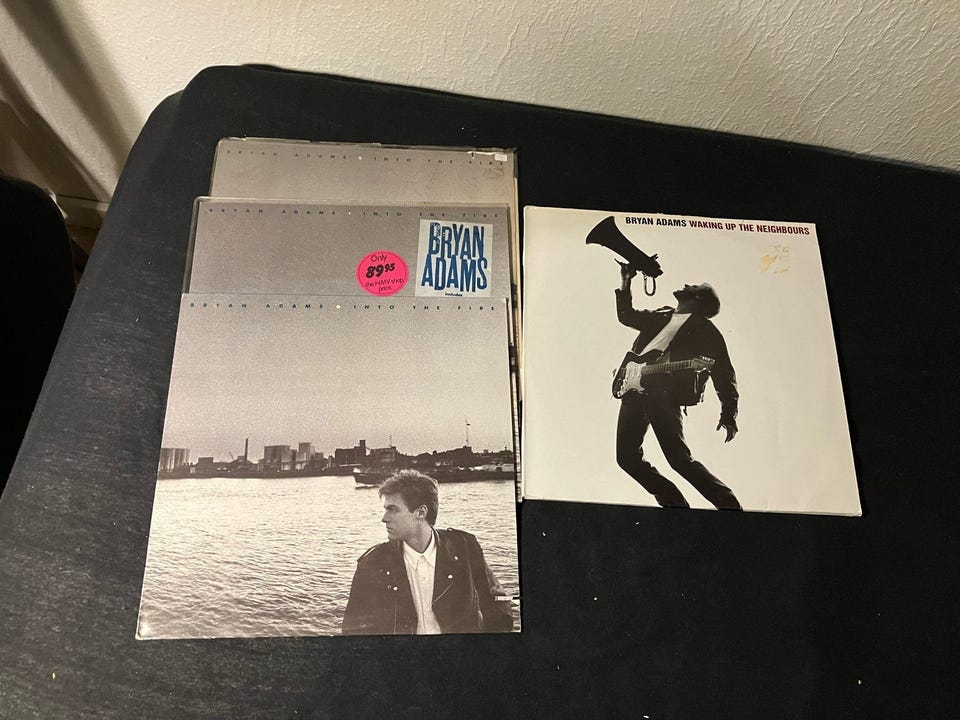 BRYAN ADAMS • INTO THE FIRE
BRYAN ADAMS • INTO THE FIRE
BRYAN
ADAMS
Includes
Only
89 95
the HMV shop
price
BRYAN ADAMS • INTO THE FIRE
BRYAN ADAMS WAKING UP THE NEIGHBOURS